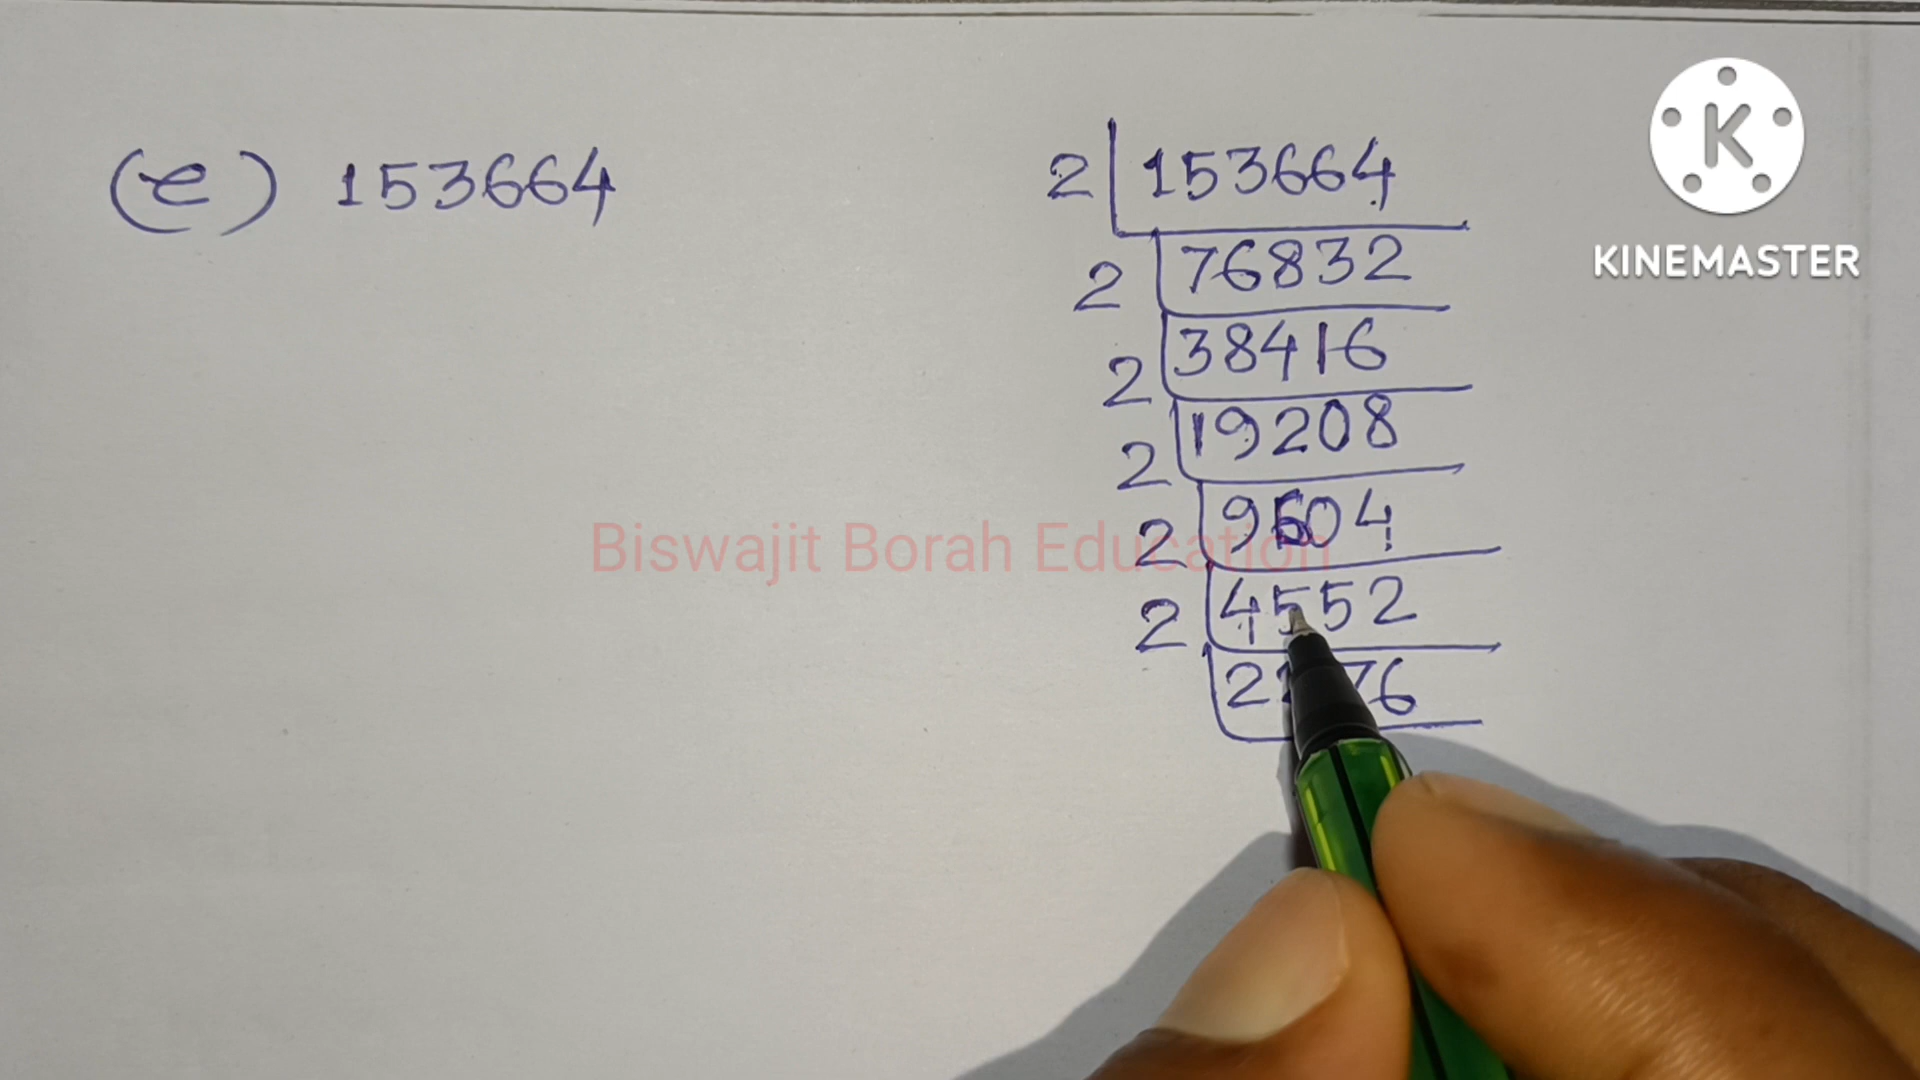 (e) 153664
2 153664
2 76832
2 38416
2 19208
2 9604
2 4552
KINEMASTER
Biswajit Borah Education